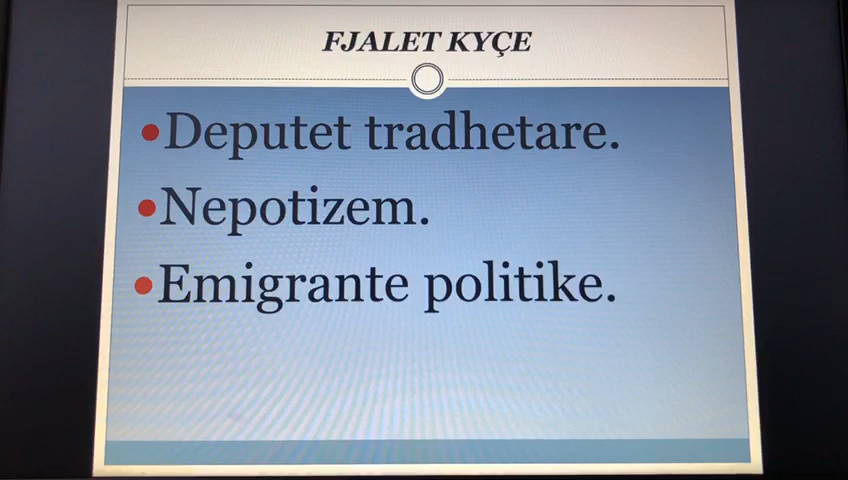 FJALET KYÇE
Deputet tradhetare.
Nepotizem.
Emigrante politike.